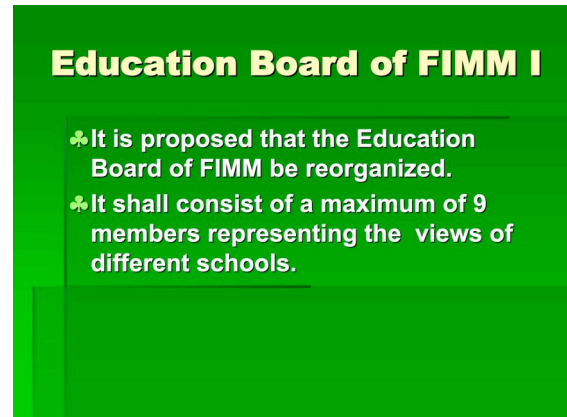 Education Board of FIMM I
♣It is proposed that the Education
Board of FIMM be reorganized.
♣It shall consist of a maximum of 9
members representing the views of
different schools.